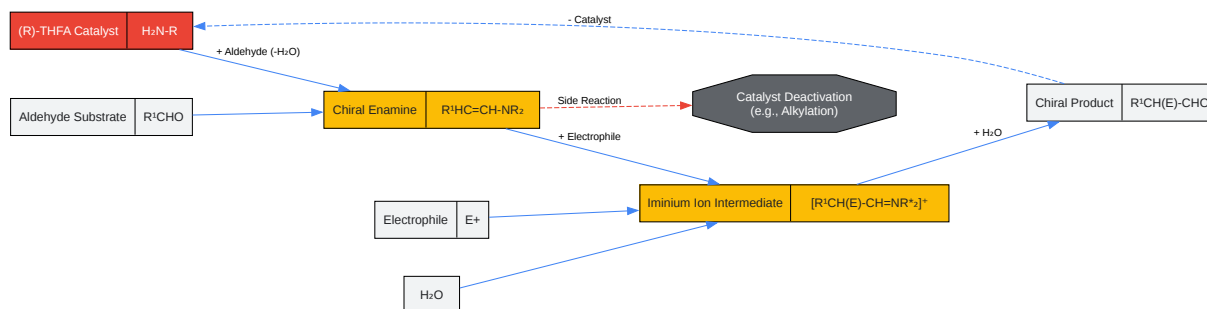 (R)-THFA Catalyst H₂N-R
- Catalyst
+ Aldehyde (-H₂O)
Aldehyde Substrate R¹CHO
Chiral Enamine R¹HC=CH-NR₂
Side Reaction
Catalyst Deactivation
(e.g., Alkylation)
Chiral Product R¹CH(E)-CHO
+ Electrophile
+ H₂O
Iminium Ion Intermediate [R¹CH(E)-CH=NR*₂]⁺
Electrophile E+
H₂O